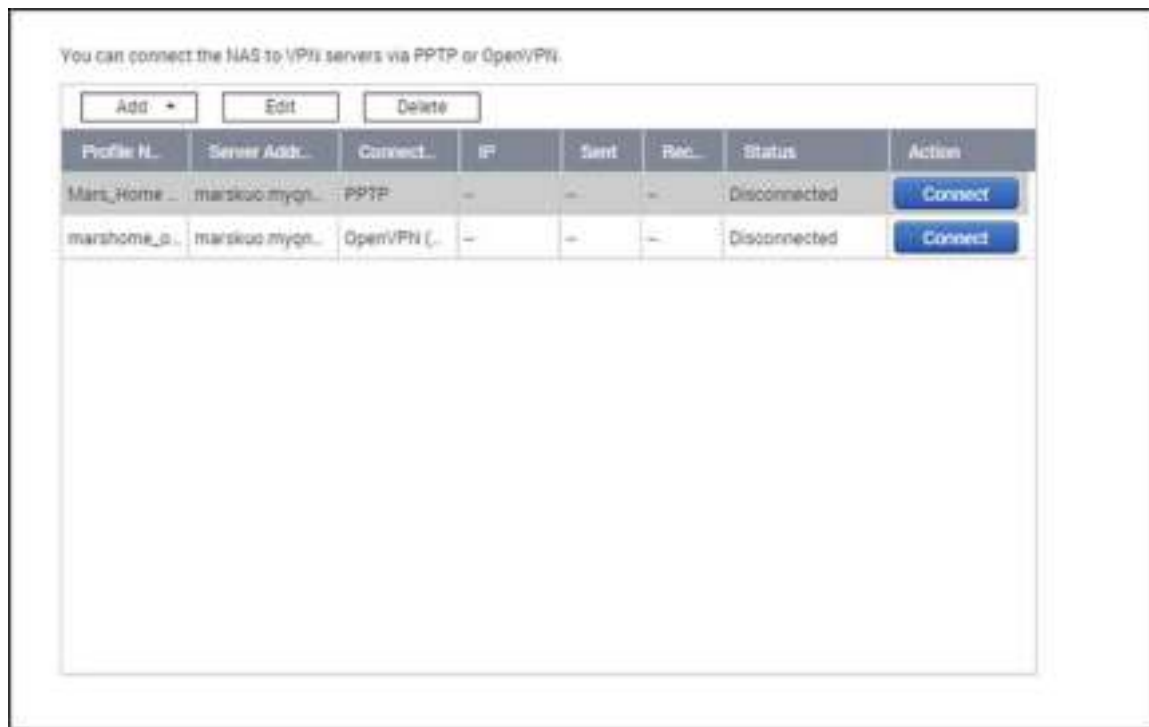 You can connect the NAS to VPN servers via PPTP or OpenVPN.
Add Edit Delete
Profile N... Server Addr... Connect... IP Sent Rec... Status Action
Mars_Home ... marskuo.myqn... PPTP -- -- -- Disconnected Connect
marshome_o... marskuo.myqn... OpenVPN (... -- -- -- Disconnected Connect